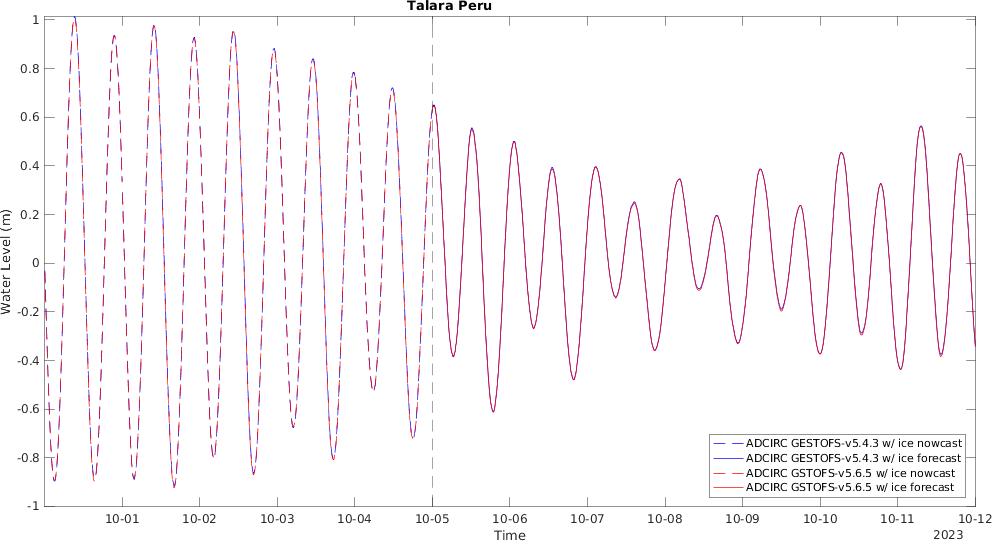 Talara Peru
1
0.8
0.6
0.4
0.2
0
-0.2
-0.4
-0.6
-0.8
-1
Water Level (m)
ADCIRC GESTOFS-v5.4.3 w/ ice nowcast
ADCIRC GESTOFS-v5.4.3 w/ ice forecast
ADCIRC GSTOFS-v5.6.5 w/ ice nowcast
ADCIRC GSTOFS-v5.6.5 w/ ice forecast
10-01 10-02 10-03 10-04 10-05 10-06 10-07 10-08 10-09 10-10 10-11 10-12
Time
2023